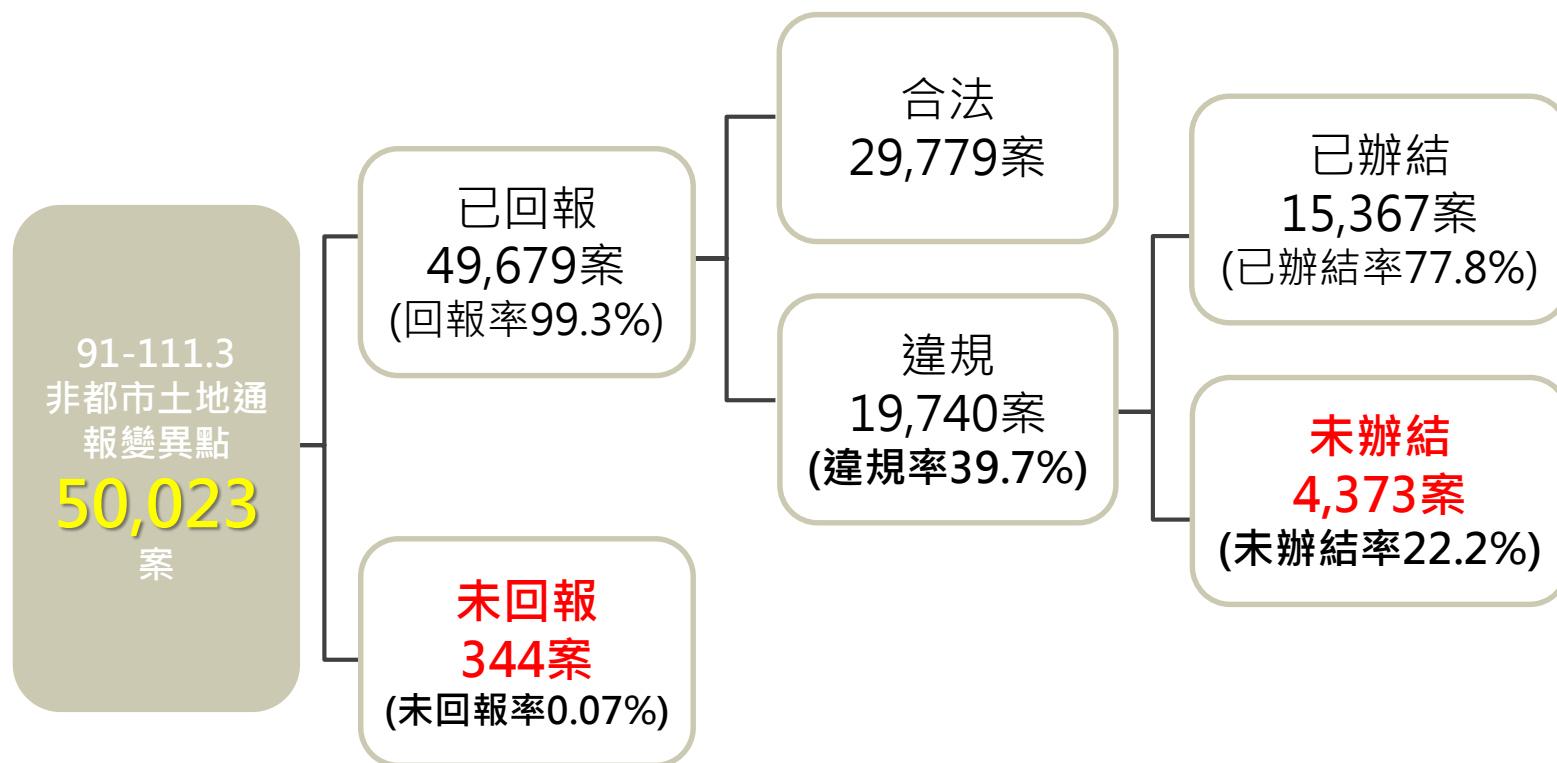 91-111.3
非都市土地通
報變異點
50,023
案
已回報
49,679案
(回報率99.3%)
未回報
344案
(未回報率0.07%)
合法
29,779案
違規
19,740案
(違規率39.7%)
已辦結
15,367案
(已辦結率77.8%)
未辦結
4,373案
(未辦結率22.2%)